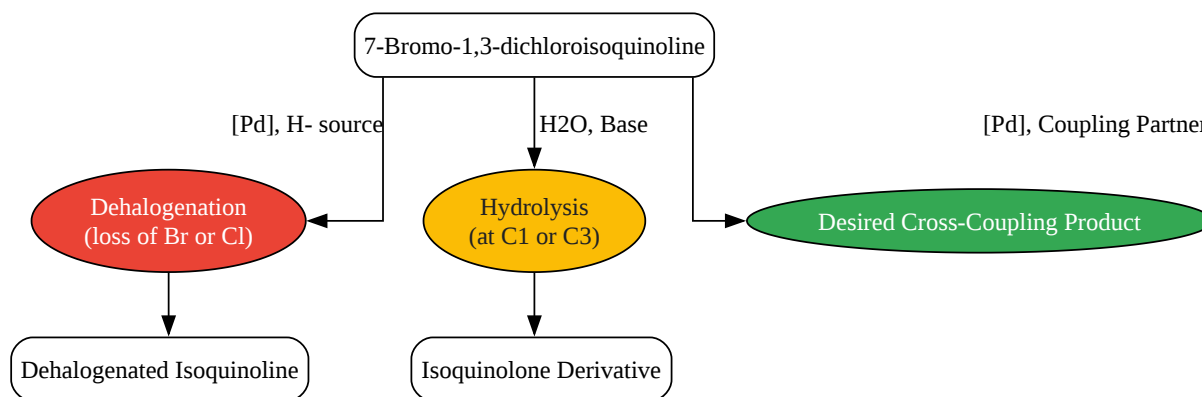 7-Bromo-1,3-dichloroisoquinoline
[Pd], H- source
H2O, Base
[Pd], Coupling Partner
Dehalogenation
(loss of Br or Cl)
Hydrolysis
(at C1 or C3)
Desired Cross-Coupling Product
Dehalogenated Isoquinoline
Isoquinolone Derivative